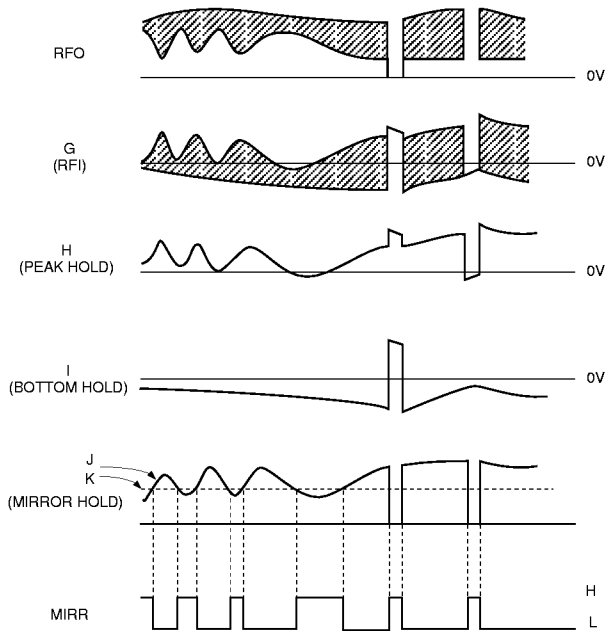 RFO
0V
G
(RFI)
0V
H
(PEAK HOLD)
0V
I
(BOTTOM HOLD)
0V
J
K
(MIRROR HOLD)
H
MIRR
L